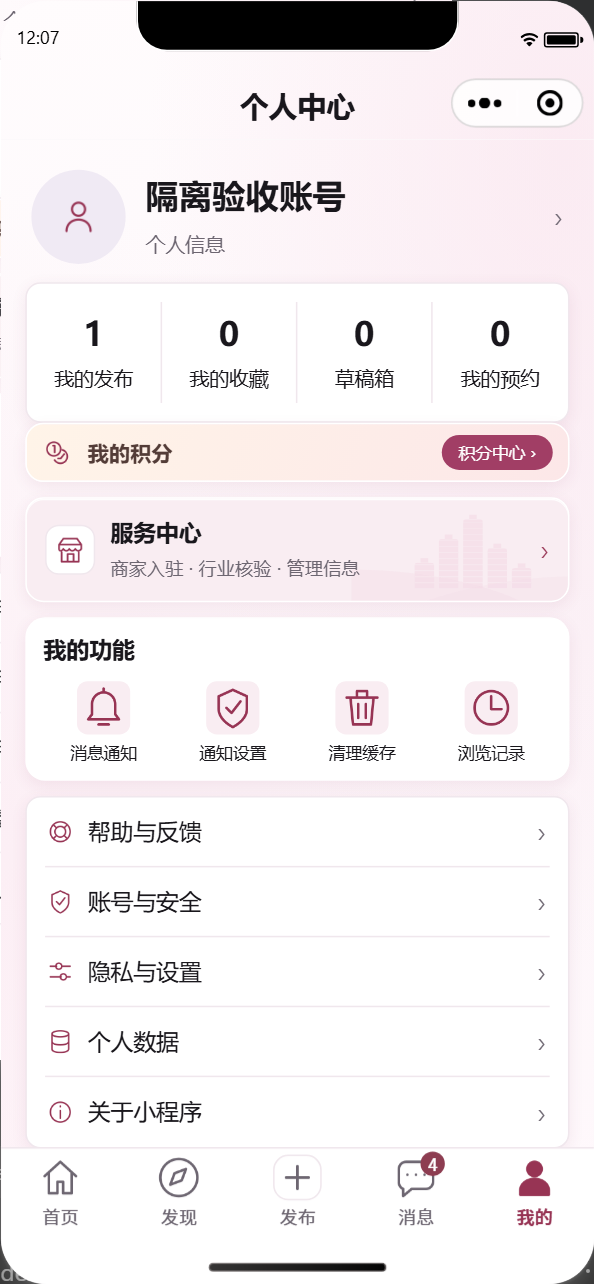 12:07
个人中心
隔离验收账号
个人信息
1 0 0 0
我的发布 我的收藏 草稿箱 我的预约
我的积分 积分中心 ›
服务中心
商家入驻 · 行业核验 · 管理信息
我的功能
消息通知 通知设置 清理缓存 浏览记录
帮助与反馈
账号与安全
隐私与设置
个人数据
关于小程序
4
首页 发现 发布 消息 我的